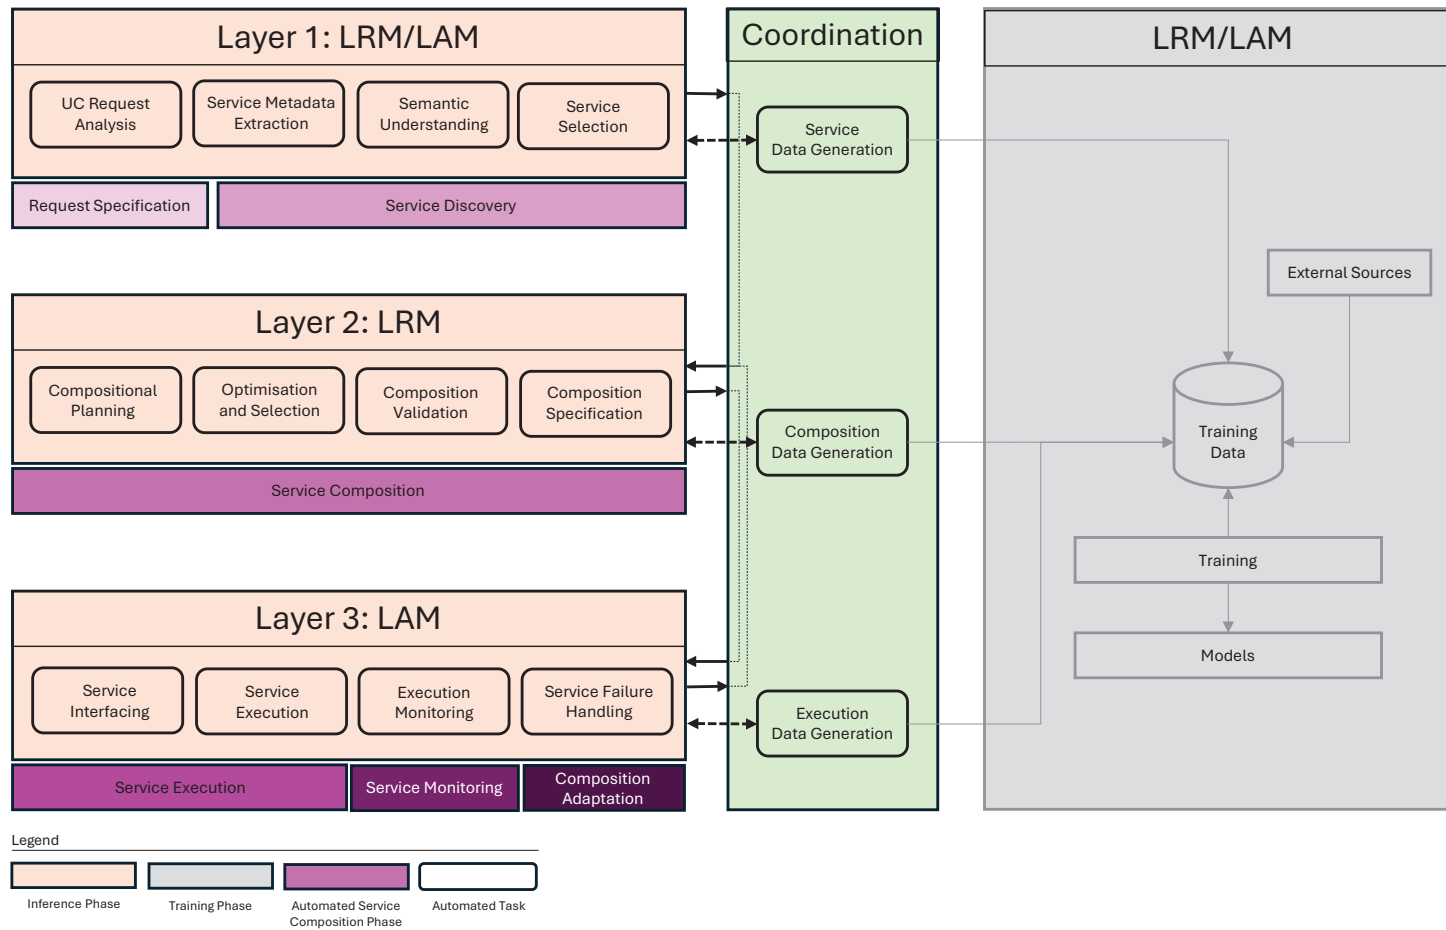 Layer 1: LRM/LAM
UC Request
Analysis
Service Metadata
Extraction
Semantic
Understanding
Service
Selection
Request Specification
Service Discovery
Layer 2: LRM
Compositional
Planning
Optimisation
and Selection
Composition
Validation
Composition
Specification
Service Composition
Layer 3: LAM
Service
Interfacing
Service
Execution
Execution
Monitoring
Service Failure
Handling
Service Execution
Service Monitoring
Composition
Adaptation
Coordination
Service
Data Generation
Composition
Data Generation
Execution
Data Generation
LRM/LAM
External Sources
Training
Data
Training
Models
Legend
Inference Phase
Training Phase
Automated Service
Composition Phase
Automated Task